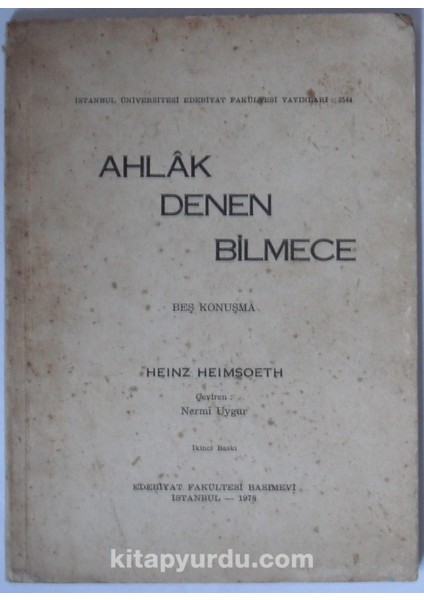 İSTANBUL ÜNİVERSİTESİ EDEBİYAT FAKÜLTESİ YAYINLARI : 2544
AHLÂK
DENEN
BİLMECE
BEŞ KONUŞMA
HEINZ HEIMSOETH
Çeviren :
Nermi Uygur
İkinci Baskı
EDEBİYAT FAKÜLTESİ BASIMEVİ
İSTANBUL — 1978
kitapyurdu.com